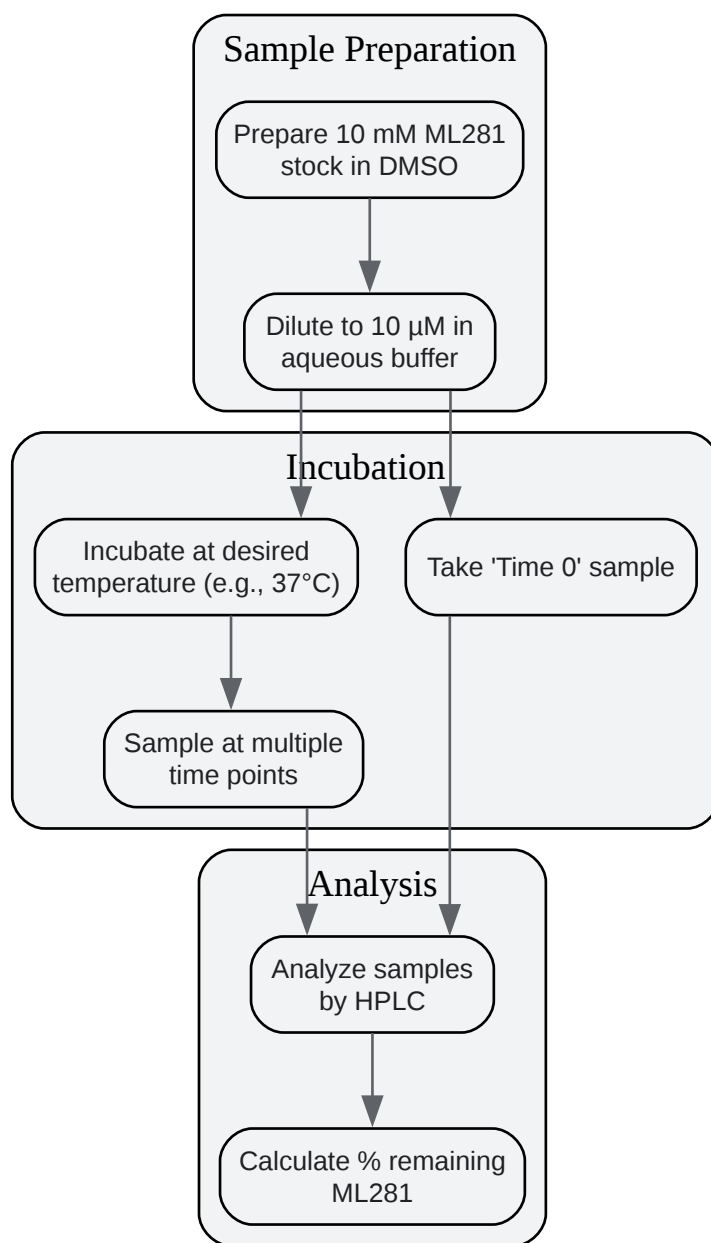 Sample Preparation
Prepare 10 mM ML281
stock in DMSO
Dilute to 10 µM in
aqueous buffer
Incubation
Incubate at desired
temperature (e.g., 37°C)
Take 'Time 0' sample
Sample at multiple
time points
Analysis
Analyze samples
by HPLC
Calculate % remaining
ML281